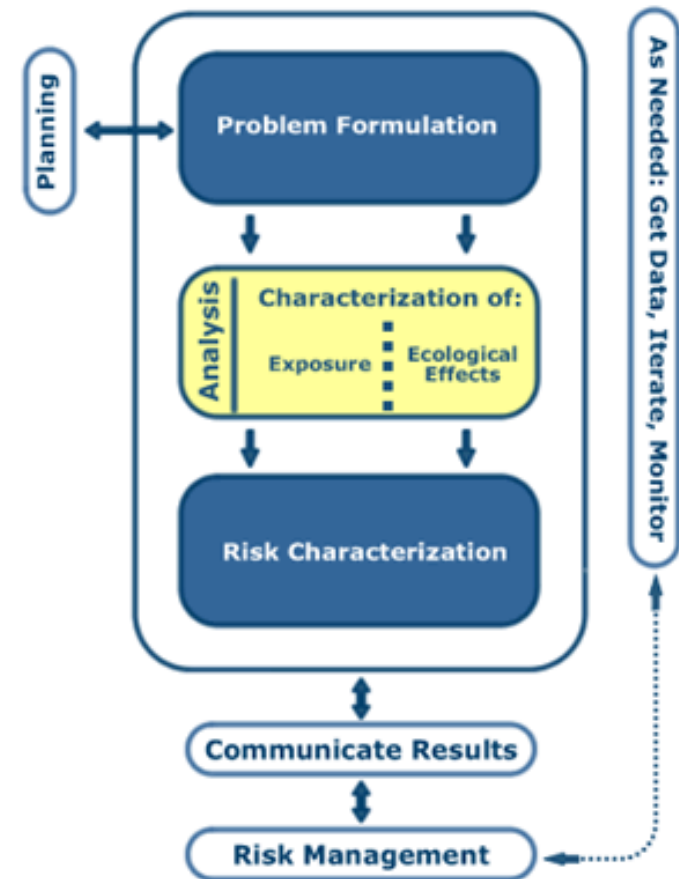 Planning
Problem Formulation
Analysis
Characterization of:
Exposure
Ecological
Effects
Risk Characterization
Communicate Results
Risk Management
As Needed: Get Data, Iterate, Monitor